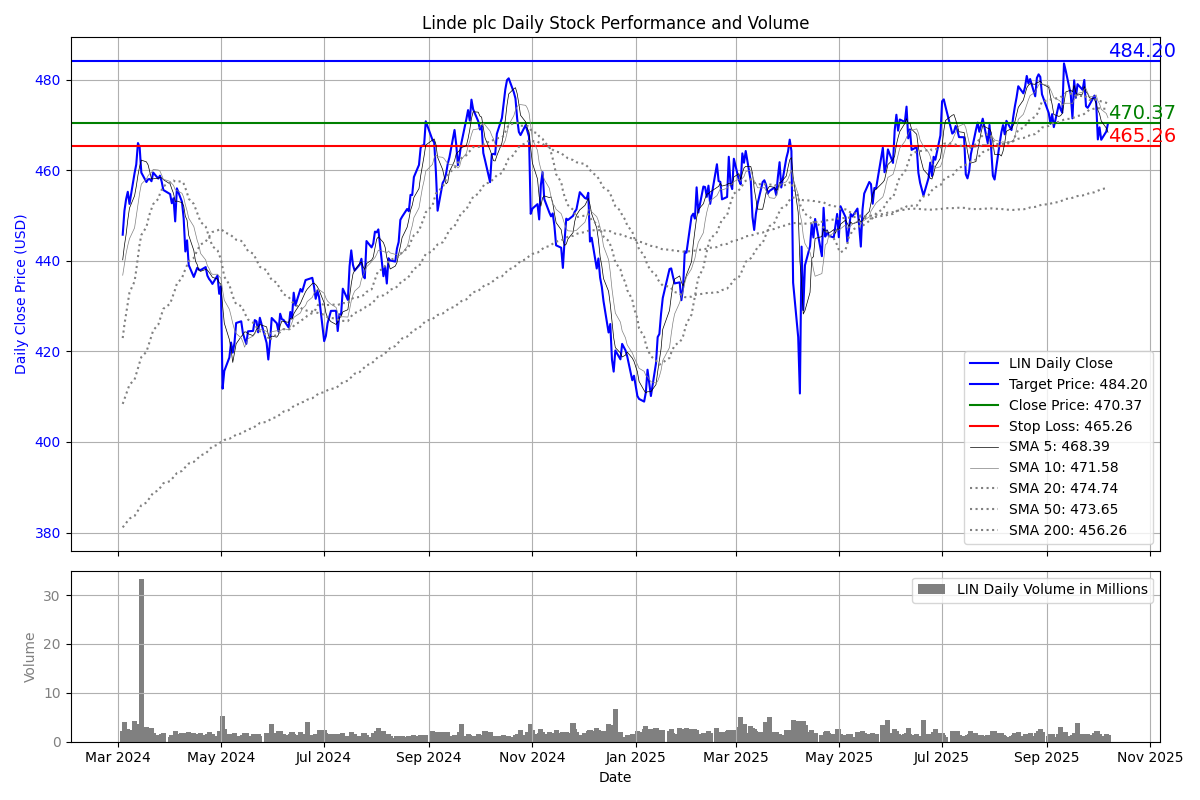 Linde plc Daily Stock Performance and Volume
484.20
470.37
465.26
480
460
440
420
400
380
Daily Close Price (USD)
LIN Daily Close
Target Price: 484.20
Close Price: 470.37
Stop Loss: 465.26
SMA 5: 468.39
SMA 10: 471.58
SMA 20: 474.74
SMA 50: 473.65
SMA 200: 456.26
LIN Daily Volume in Millions
30
20
10
0
Volume
Mar 2024 May 2024 Jul 2024 Sep 2024 Nov 2024 Jan 2025 Mar 2025 May 2025 Jul 2025 Sep 2025 Nov 2025
Date